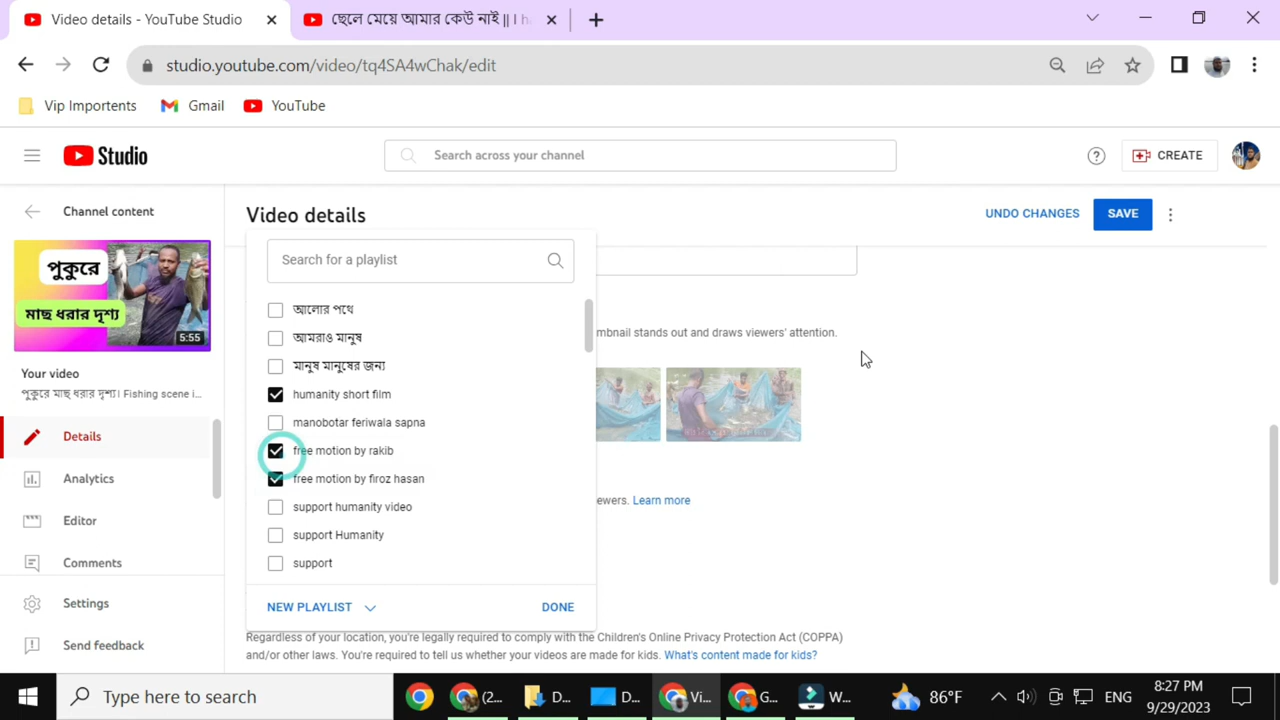 Video details - YouTube Studio
ছেলে মেয়ে আমার কেউ নাই || I h
studio.youtube.com/video/tq4SA4wChak/edit
Vip Importents
Gmail
YouTube
Studio
Search across your channel
CREATE
Channel content
Video details
UNDO CHANGES
SAVE
পুকুরে
মাছ ধরার দৃশ্য
5:55
Your video
পুকুরে মাছ ধরার দৃশ্য। Fishing scene i...
Details
Analytics
Editor
Comments
Settings
Send feedback
Search for a playlist
আলোর পথে
আমরাও মানুষ
মানুষ মানুষের জন্য
humanity short film
manobotar feriwala sapna
free motion by rakib
free motion by firoz hasan
support humanity video
support Humanity
support
NEW PLAYLIST
DONE
mbnail stands out and draws viewers' attention.
ewers. Learn more
Regardless of your location, you're legally required to comply with the Children's Online Privacy Protection Act (COPPA)
and/or other laws. You're required to tell us whether your videos are made for kids. What's content made for kids?
Type here to search
(2...
D...
D...
Vi...
G...
W...
86°F
ENG
8:27 PM
9/29/2023